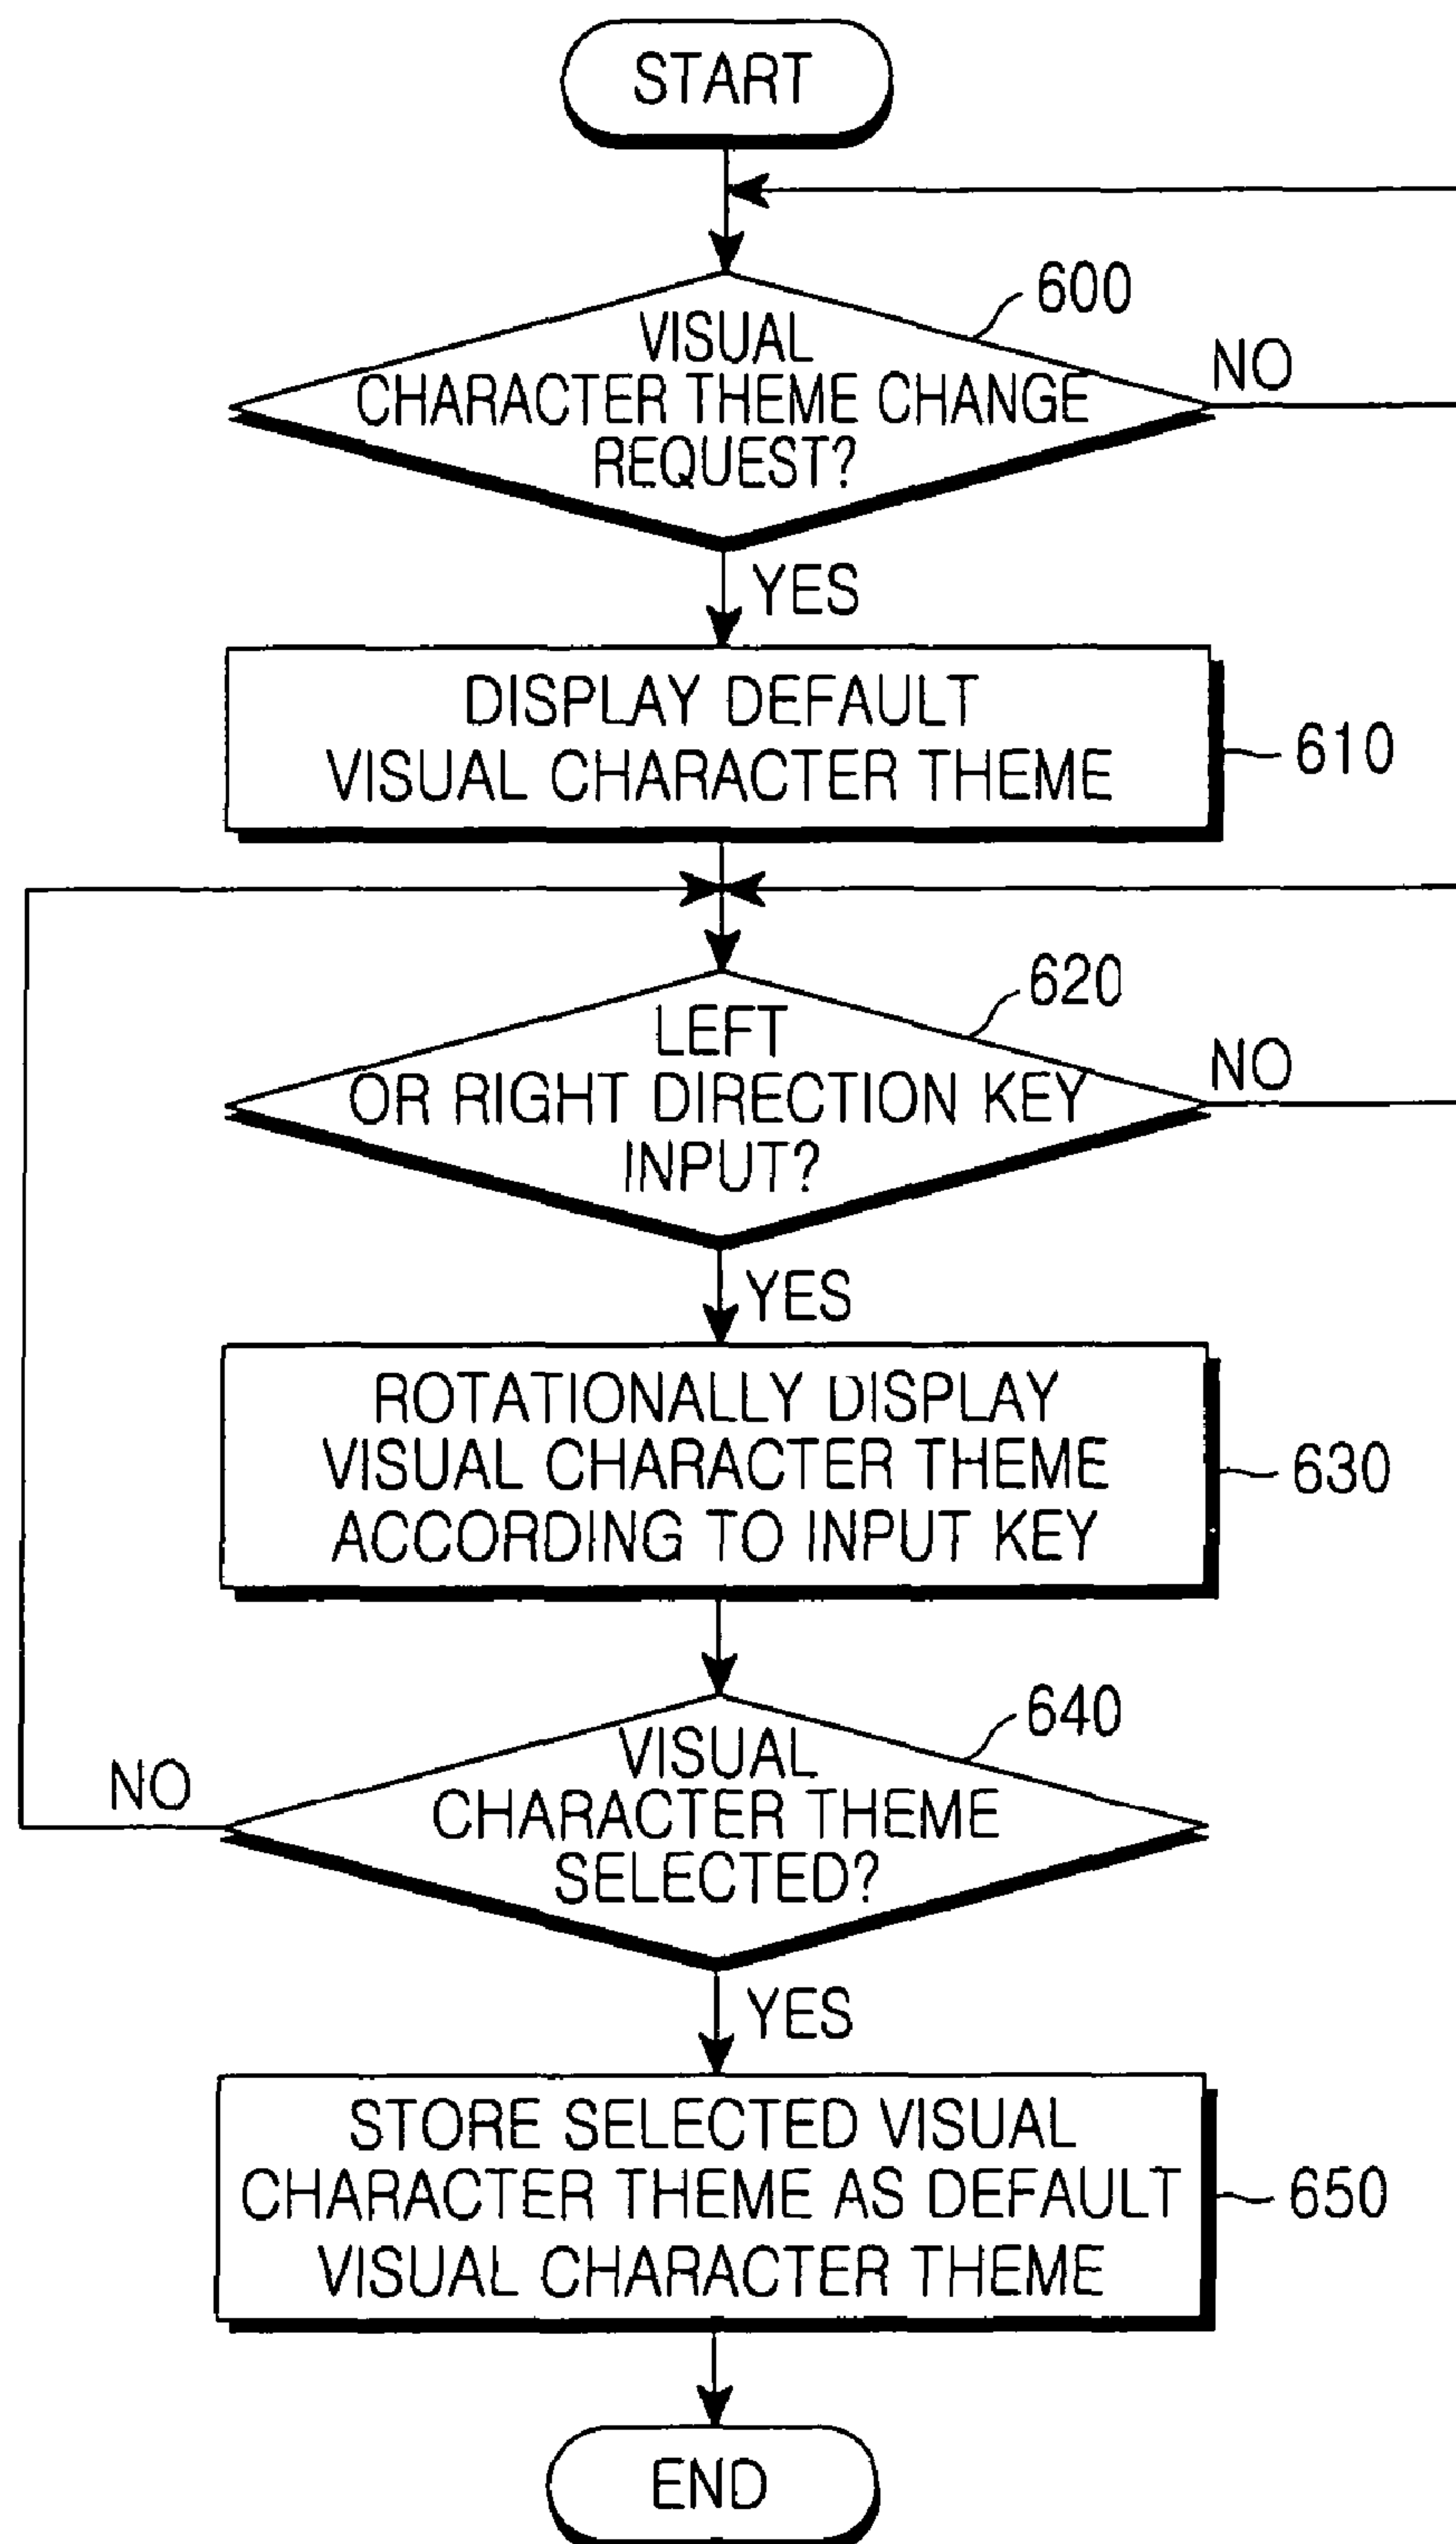 START
600
VISUAL
CHARACTER THEME CHANGE
REQUEST?
NO
YES
DISPLAY DEFAULT
VISUAL CHARACTER THEME
610
620
LEFT
OR RIGHT DIRECTION KEY
INPUT?
NO
YES
ROTATIONALLY DISPLAY
VISUAL CHARACTER THEME
ACCORDING TO INPUT KEY
630
640
VISUAL
CHARACTER THEME
SELECTED?
NO
YES
STORE SELECTED VISUAL
CHARACTER THEME AS DEFAULT
VISUAL CHARACTER THEME
650
END